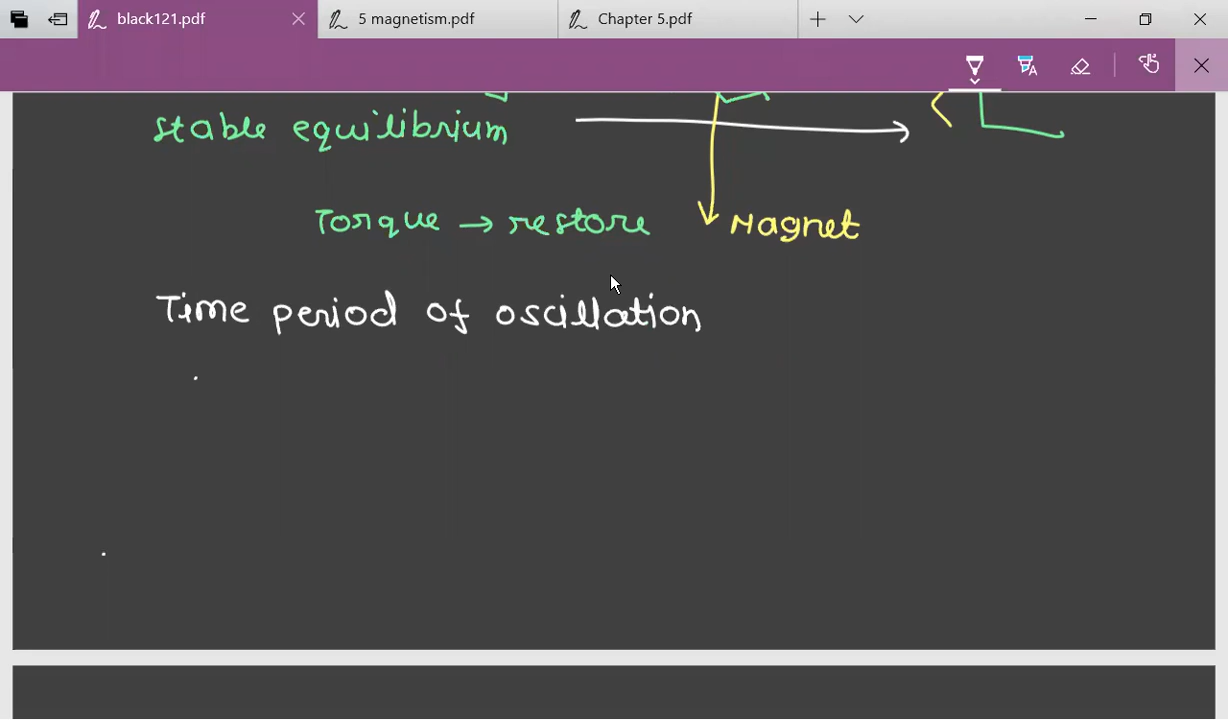 black121.pdf
5 magnetism.pdf
Chapter 5.pdf
stable equilibrium
Torque → restore
Magnet
Time period of oscillation